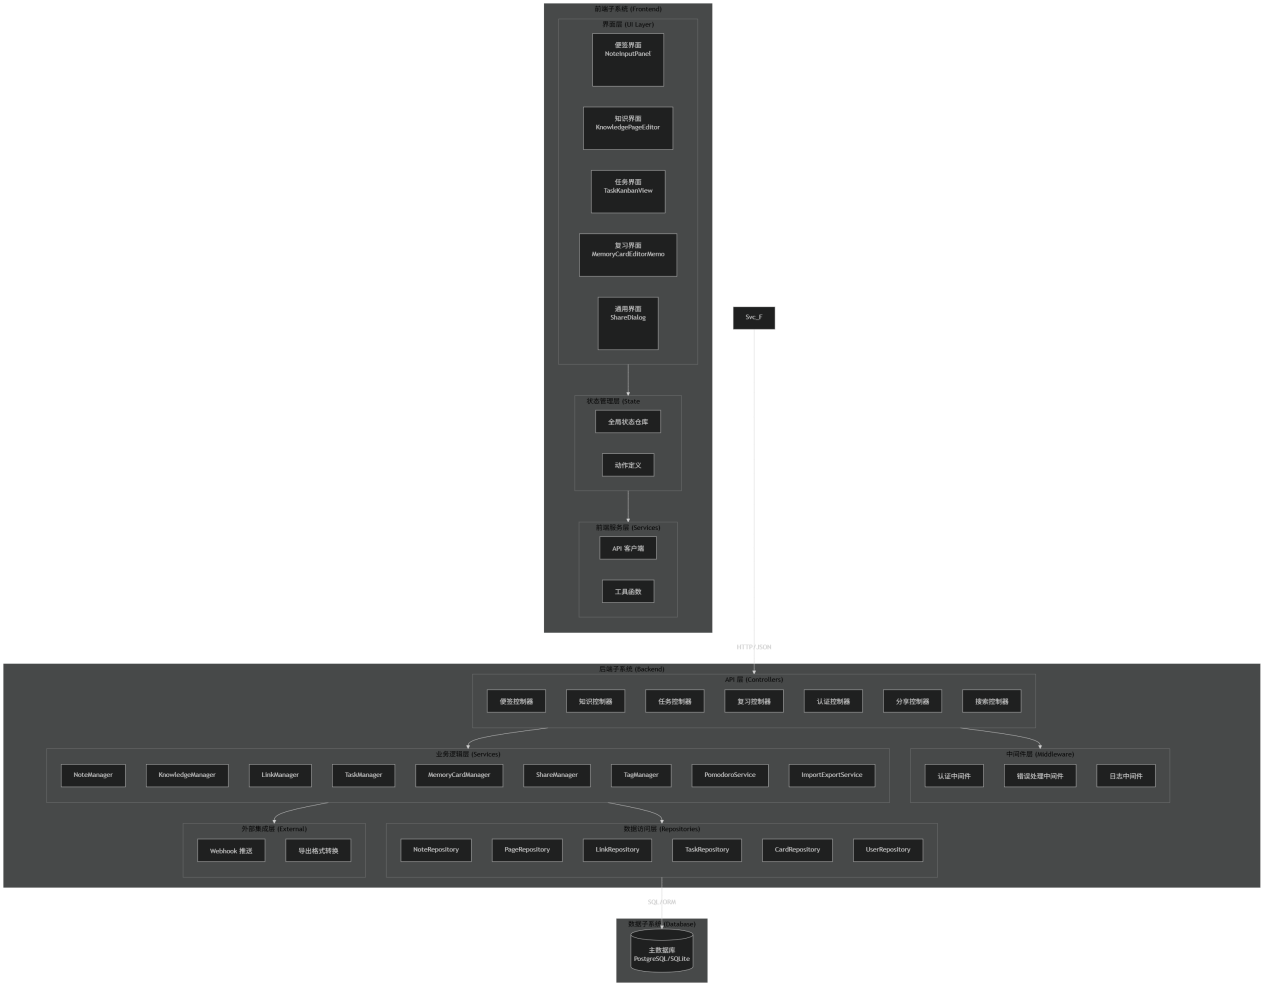 前端子系统 (Frontend)
界面层 (UI Layer)
便签界面
NoteInputPanel
知识界面
KnowledgePageEditor
任务界面
TaskKanbanView
复习界面
MemoryCardEditorMemo
通用界面
ShareDialog
Svc_F
状态管理层 (State
全局状态仓库
动作定义
前端服务层 (Services)
API 客户端
工具函数
HTTP/JSON
后端子系统 (Backend)
API 层 (Controllers)
便签控制器
知识控制器
任务控制器
复习控制器
认证控制器
分享控制器
搜索控制器
业务逻辑层 (Services)
NoteManager
KnowledgeManager
LinkManager
TaskManager
MemoryCardManager
ShareManager
TagManager
PomodoroService
ImportExportService
中间件层 (Middleware)
认证中间件
错误处理中间件
日志中间件
外部集成层 (External)
Webhook 推送
导出格式转换
数据访问层 (Repositories)
NoteRepository
PageRepository
LinkRepository
TaskRepository
CardRepository
UserRepository
SQL/ORM
数据子系统 (Database)
主数据库
PostgreSQL/SQLite